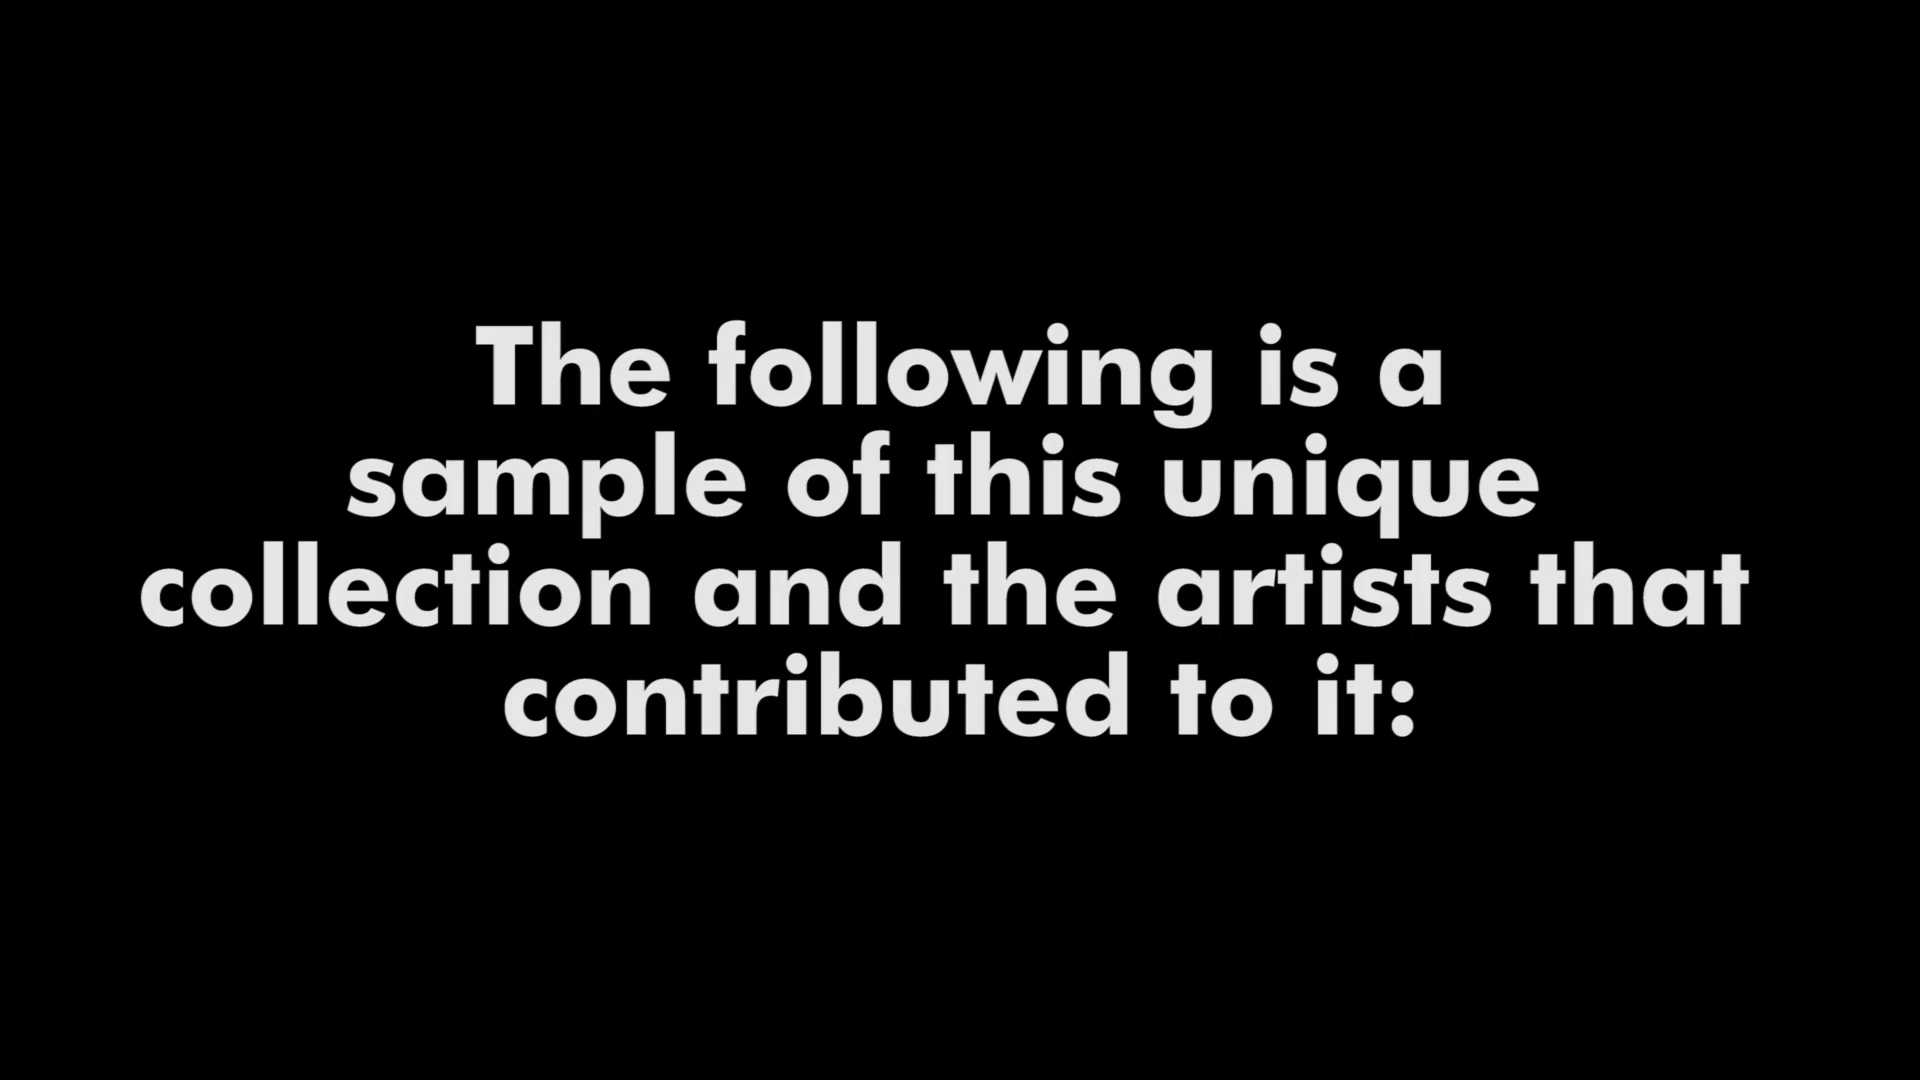 The following is a
sample of this unique
collection and the artists that
contributed to it: